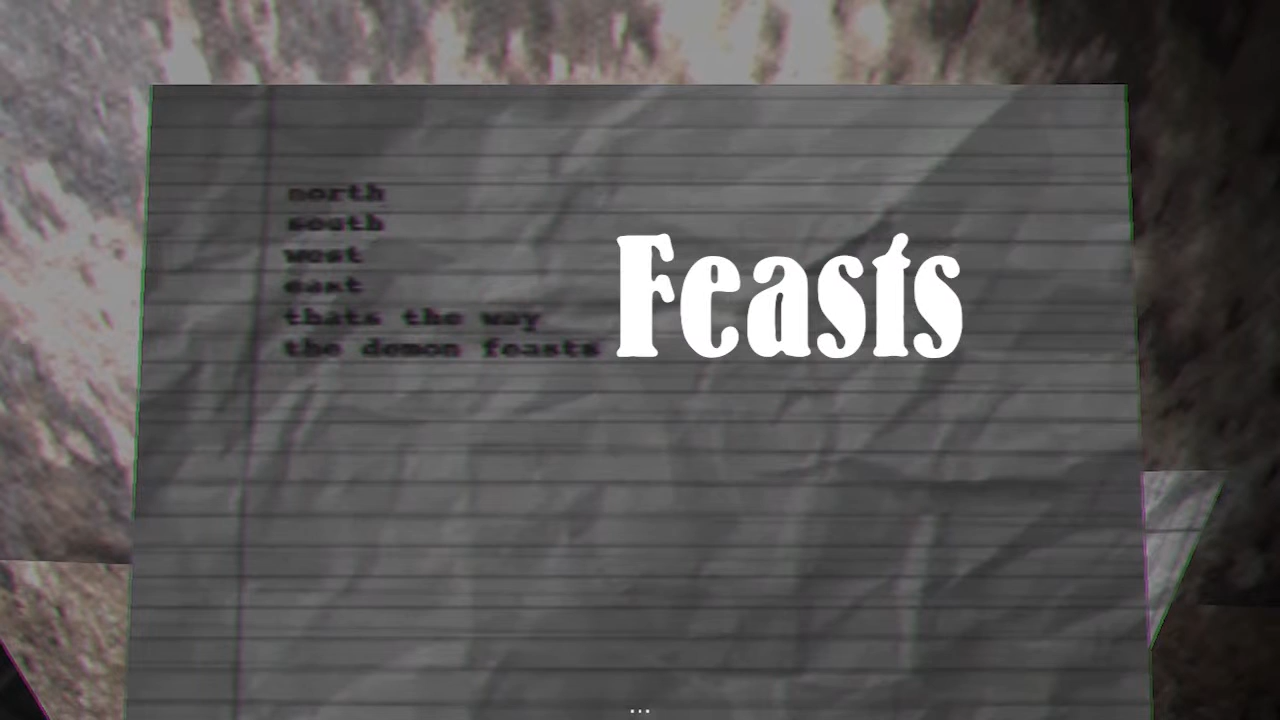 north
south
west
east
thats the way
the demon feasts
Feasts
...